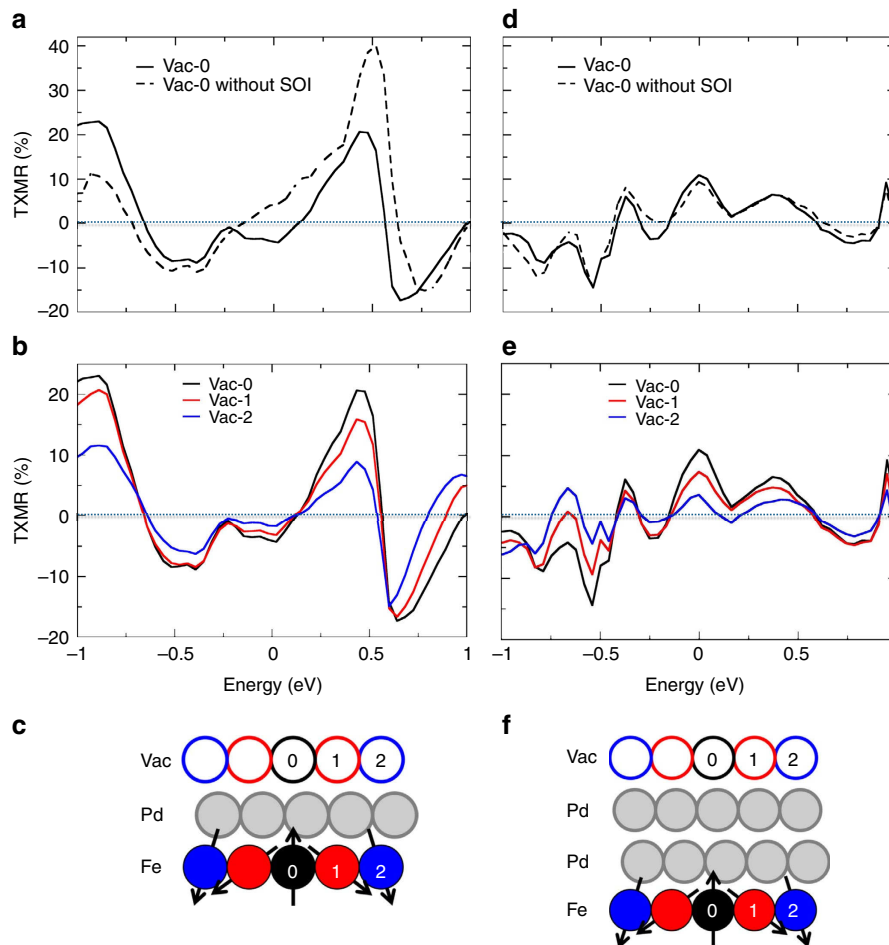 a
TXMR (%)
40
30
20
10
0
−10
−20
Vac-0
Vac-0 without SOI
d
Vac-0
Vac-0 without SOI
b
TXMR (%)
20
10
0
−10
−20
Vac-0
Vac-1
Vac-2
−1
−0.5
0
0.5
1
Energy (eV)
e
Vac-0
Vac-1
Vac-2
−1
−0.5
0
0.5
Energy (eV)
c
Vac
0
1
2
Pd
Fe
0
1
2
f
Vac
0
1
2
Pd
Pd
Fe
0
1
2